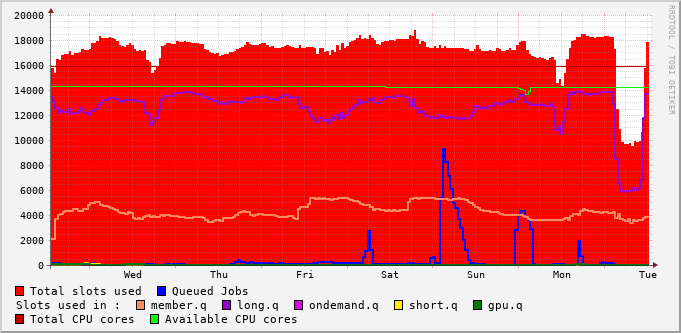 20000
18000
16000
14000
12000
10000
8000
6000
4000
2000
0
Wed Thu Fri Sat Sun Mon Tue
RRDTOOL / TOBI OETIKER
Total slots used Queued Jobs
Slots used in : member.q long.q ondemand.q short.q gpu.q
Total CPU cores Available CPU cores